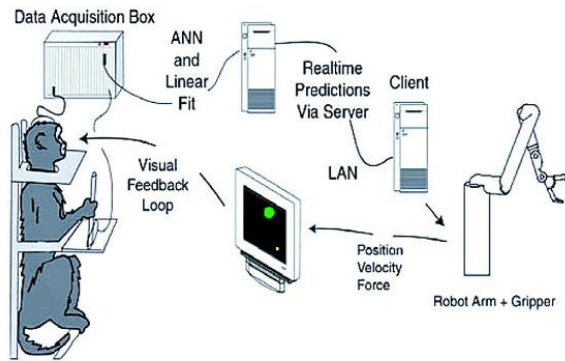 Data Acquisition Box
ANN
and
Linear
Fit
Realtime
Predictions
Via Server
Client
LAN
Visual
Feedback
Loop
Position
Velocity
Force
Robot Arm + Gripper